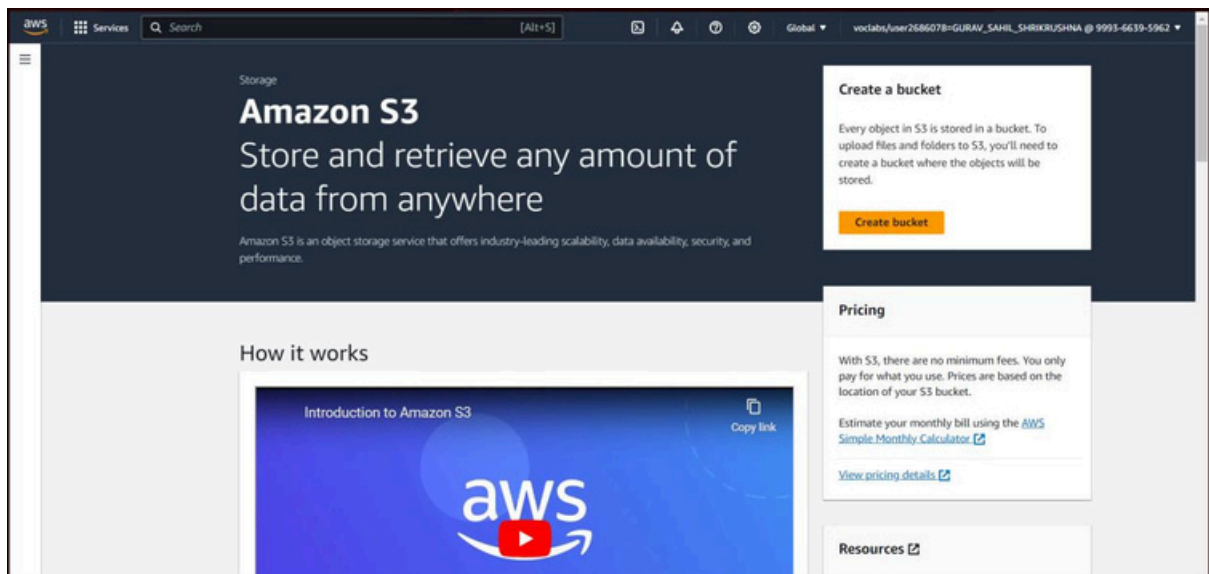 aws
Services
Search
[Alt+S]
Global
voclabs/user2686078=GURAV_SAHIL_SHRIKRUSHNA @ 9993-6639-5962
Storage
Amazon S3
Store and retrieve any amount of
data from anywhere
Amazon S3 is an object storage service that offers industry-leading scalability, data availability, security, and
performance.
Create a bucket
Every object in S3 is stored in a bucket. To
upload files and folders to S3, you'll need to
create a bucket where the objects will be
stored.
Create bucket
How it works
Introduction to Amazon S3
Copy link
aws
Pricing
With S3, there are no minimum fees. You only
pay for what you use. Prices are based on the
location of your S3 bucket.
Estimate your monthly bill using the AWS
Simple Monthly Calculator
View pricing details
Resources